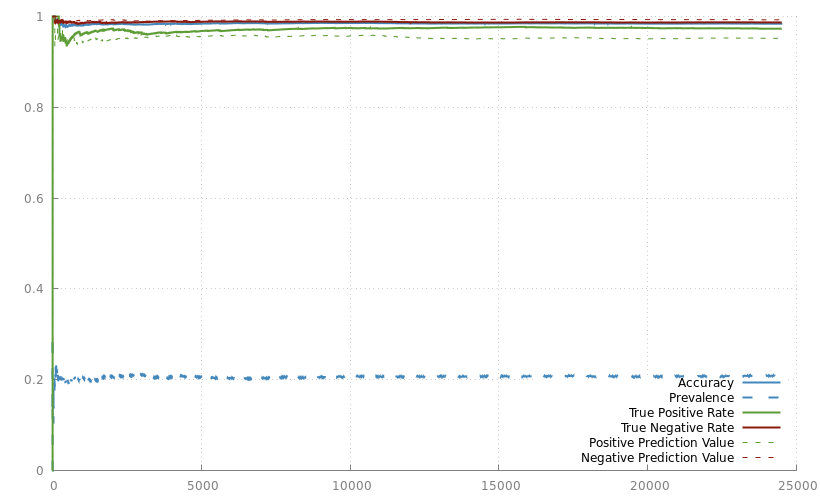 1
0.8
0.6
0.4
0.2
0
Accuracy
Prevalence
True Positive Rate
True Negative Rate
Positive Prediction Value
Negative Prediction Value
0 5000 10000 15000 20000 25000